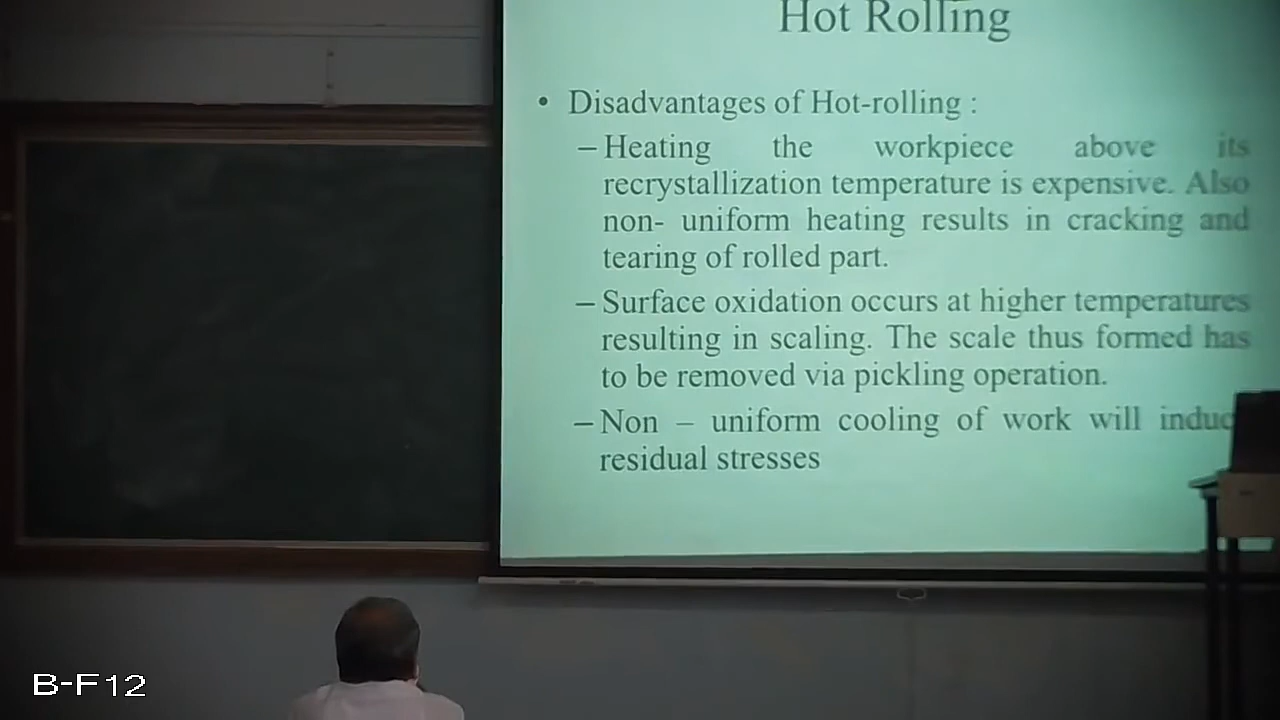 Hot Rolling
• Disadvantages of Hot-rolling :
– Heating the workpiece above its
recrystallization temperature is expensive. Also
non- uniform heating results in cracking and
tearing of rolled part.
– Surface oxidation occurs at higher temperatures
resulting in scaling. The scale thus formed has
to be removed via pickling operation.
– Non – uniform cooling of work will induc
residual stresses
B-F12